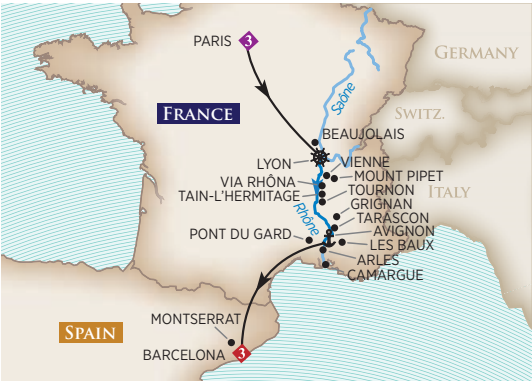 PARIS
3
GERMANY
Saône
FRANCE
SWITZ.
BEAUJOLAIS
LYON
VIENNE
MOUNT PIPET
VIA RHÔNA
TOURNON
TAIN-L'HERMITAGE
ITALY
GRIGNAN
Rhône
TARASCON
AVIGNON
PONT DU GARD
LES BAUX
ARLES
CAMARGUE
MONTSERRAT
SPAIN
BARCELONA
3